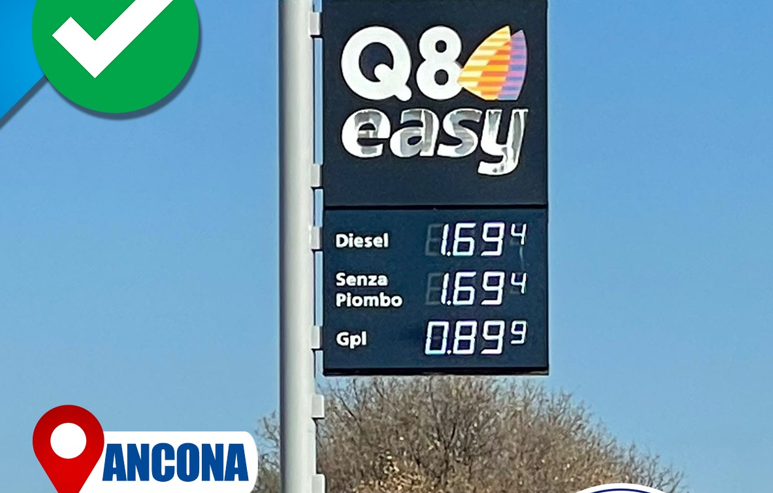 Q8
easy
Diesel 1.694
Senza
Piombo 1.694
Gpl 0.899
ANCONA